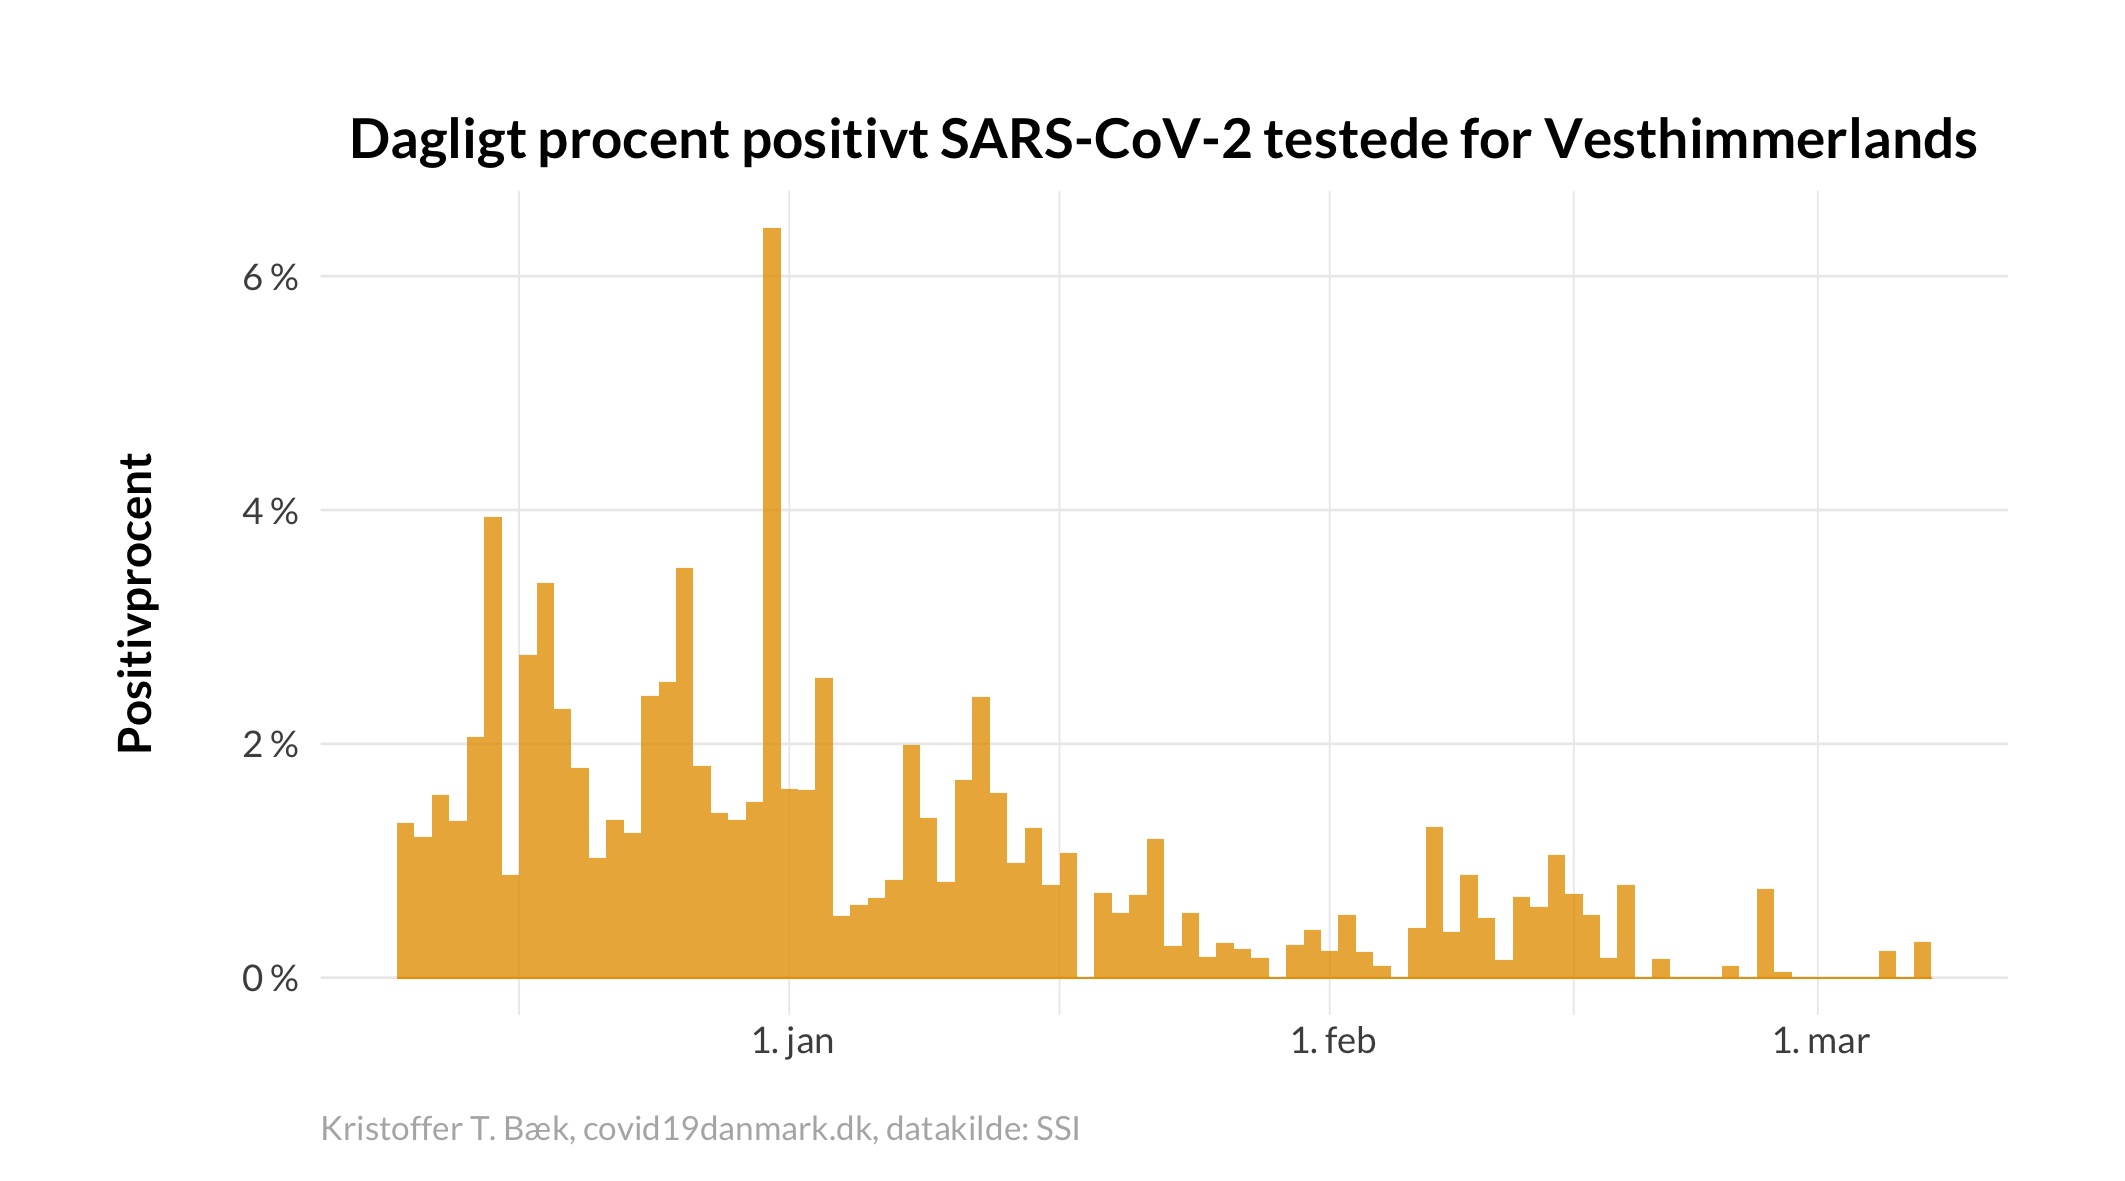 Dagligt procent positivt SARS-CoV-2 testede for Vesthimmerlands
Positivprocent
6 %
4 %
2 %
0 %
1. jan
1. feb
1. mar
Kristoffer T. Bæk, covid19danmark.dk, datakilde: SSI